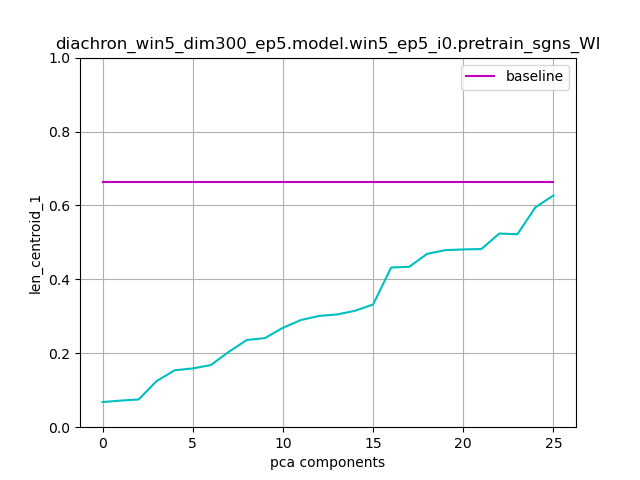 diachron_win5_dim300_ep5.model.win5_ep5_i0.pretrain_sgns_WI
baseline
1.0
0.8
0.6
0.4
0.2
0.0
len_centroid_1
0 5 10 15 20 25
pca components